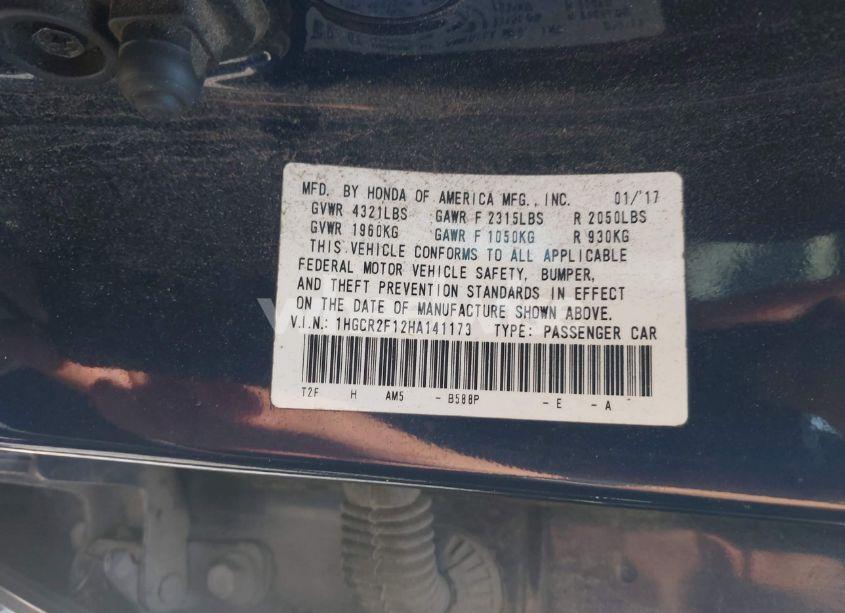 MFD. BY HONDA OF AMERICA MFG., INC. 01/'17
GVWR 4321LBS GAWR F 2315LBS R 2050LBS
GVWR 1960KG GAWR F 1050KG R 930KG
THIS VEHICLE CONFORMS TO ALL APPLICABLE
FEDERAL MOTOR VEHICLE SAFETY, BUMPER,
AND THEFT PREVENTION STANDARDS IN EFFECT
ON THE DATE OF MANUFACTURE SHOWN ABOVE.
V.I.N.: 1HGCR2F12HA141173 TYPE: PASSENGER CAR
T2F H AM5 - B588P - E - A